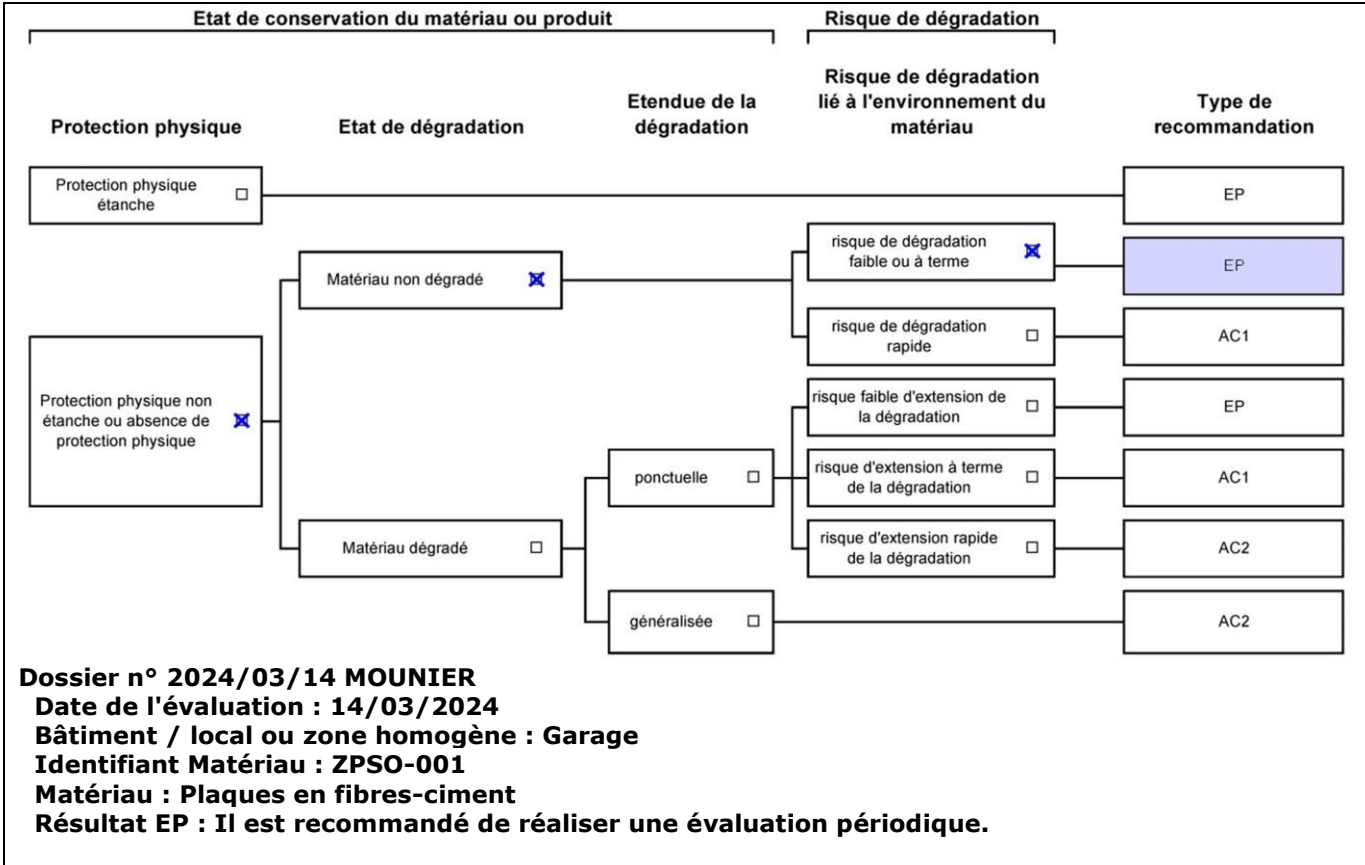 Etat de conservation du matériau ou produit
Risque de dégradation
Protection physique
Etat de dégradation
Etendue de la
dégradation
Risque de dégradation
lié à l'environnement du
matériau
Type de
recommandation
Protection physique
étanche
EP
risque de dégradation
faible ou à terme
EP
Matériau non dégradé
risque de dégradation
rapide
AC1
Protection physique non
étanche ou absence de
protection physique
risque faible d'extension de
la dégradation
EP
ponctuelle
risque d'extension à terme
de la dégradation
AC1
Matériau dégradé
risque d'extension rapide
de la dégradation
AC2
généralisée
AC2
Dossier n° 2024/03/14 MOUNIER
Date de l'évaluation : 14/03/2024
Bâtiment / local ou zone homogène : Garage
Identifiant Matériau : ZPSO-001
Matériau : Plaques en fibres-ciment
Résultat EP : Il est recommandé de réaliser une évaluation périodique.